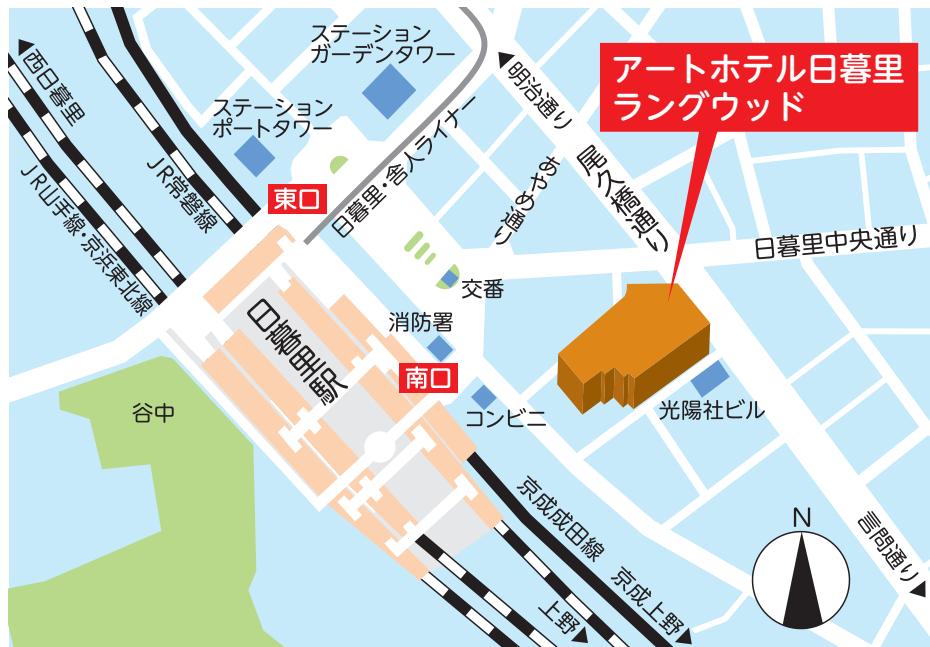 ステーション
ガーデンタワー
ステーション
ポートタワー
西日暮里
JR山手線・京浜東北線
JR常磐線
東口
日暮里・舎人ライナー
明治通り
あやめ通り
尾久橋通り
アートホテル日暮里
ラングウッド
日暮里中央通り
交番
消防署
南口
日暮里駅
コンビニ
光陽社ビル
谷中
京成成田線
京成上野
上野
言問通り
N